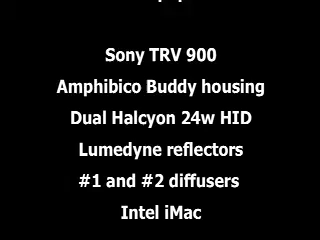 Sony TRV 900
Amphibico Buddy housing
Dual Halcyon 24w HID
Lumedyne reflectors
#1 and #2 diffusers
Intel iMac